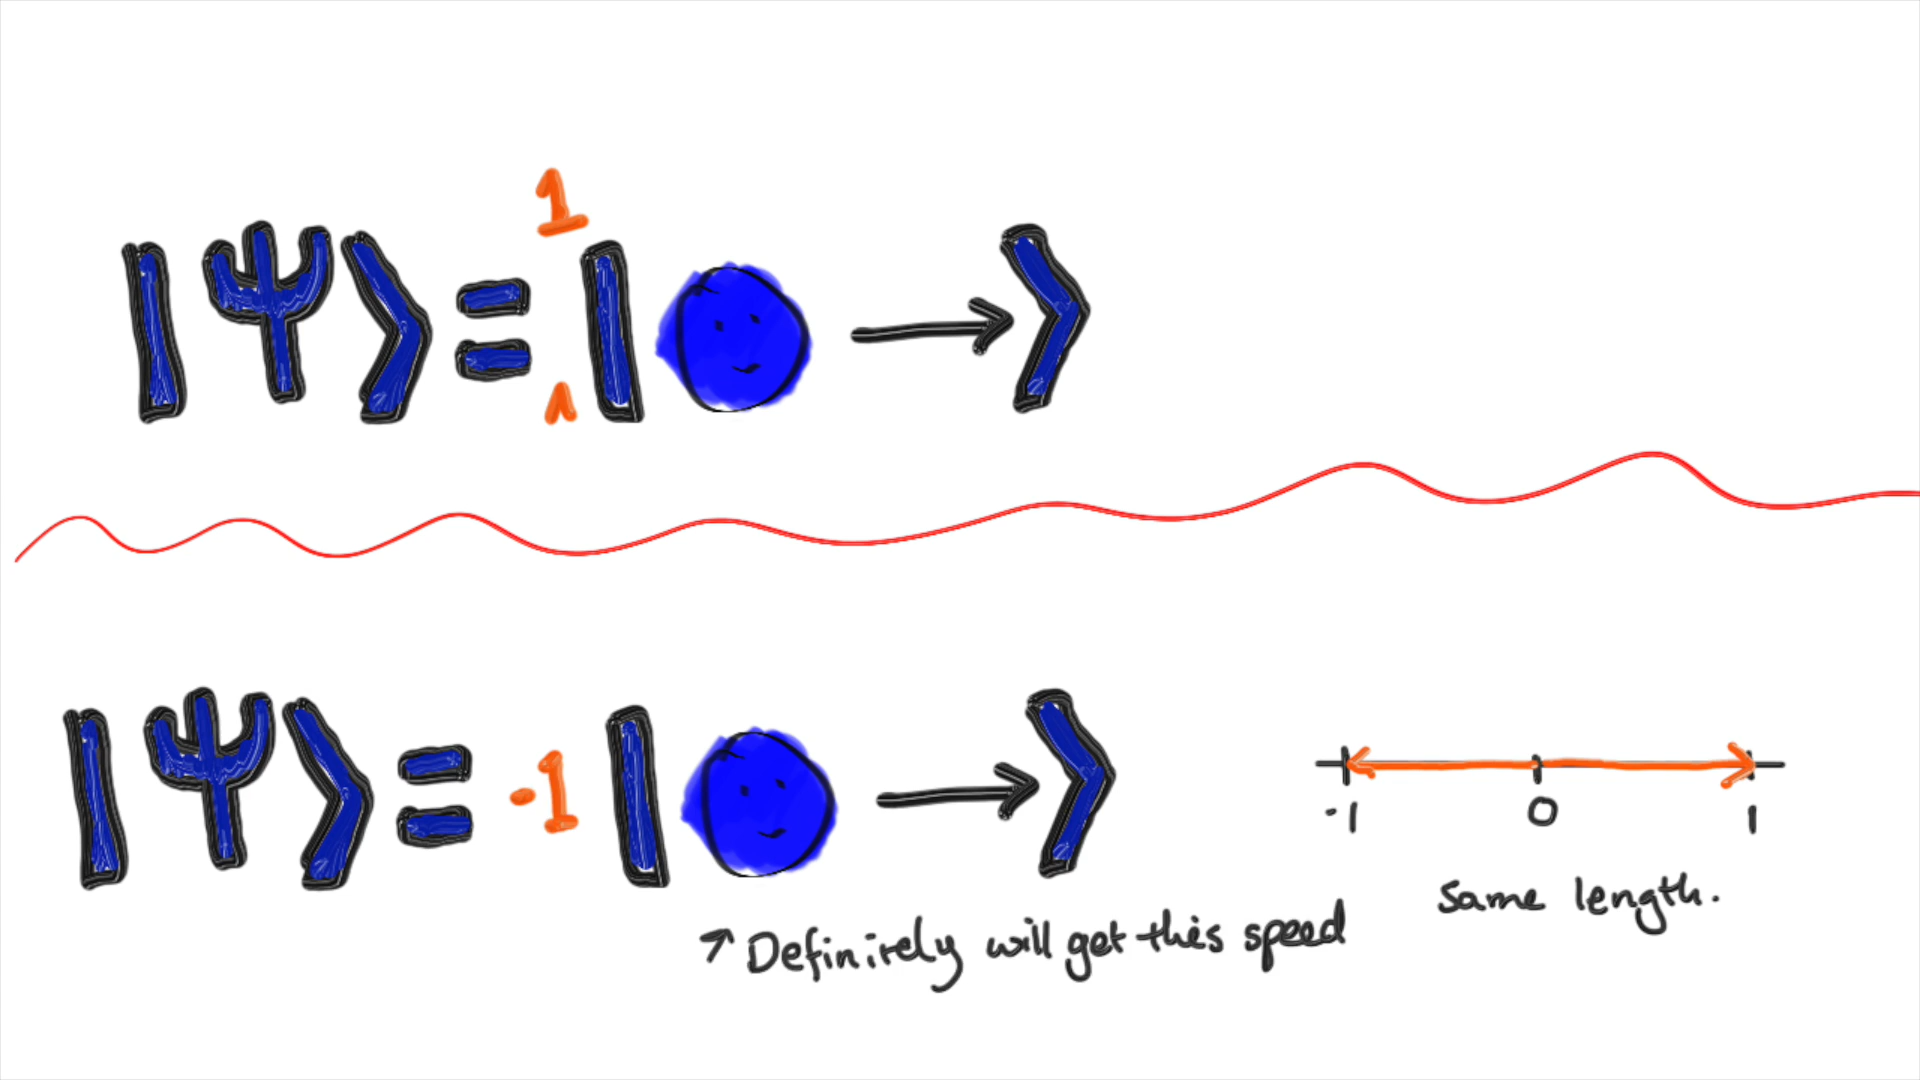 1
|Ψ⟩ = | → ⟩
^
|Ψ⟩ = -1 | → ⟩
-1 0 1
Same length.
↗ Definitely will get this speed